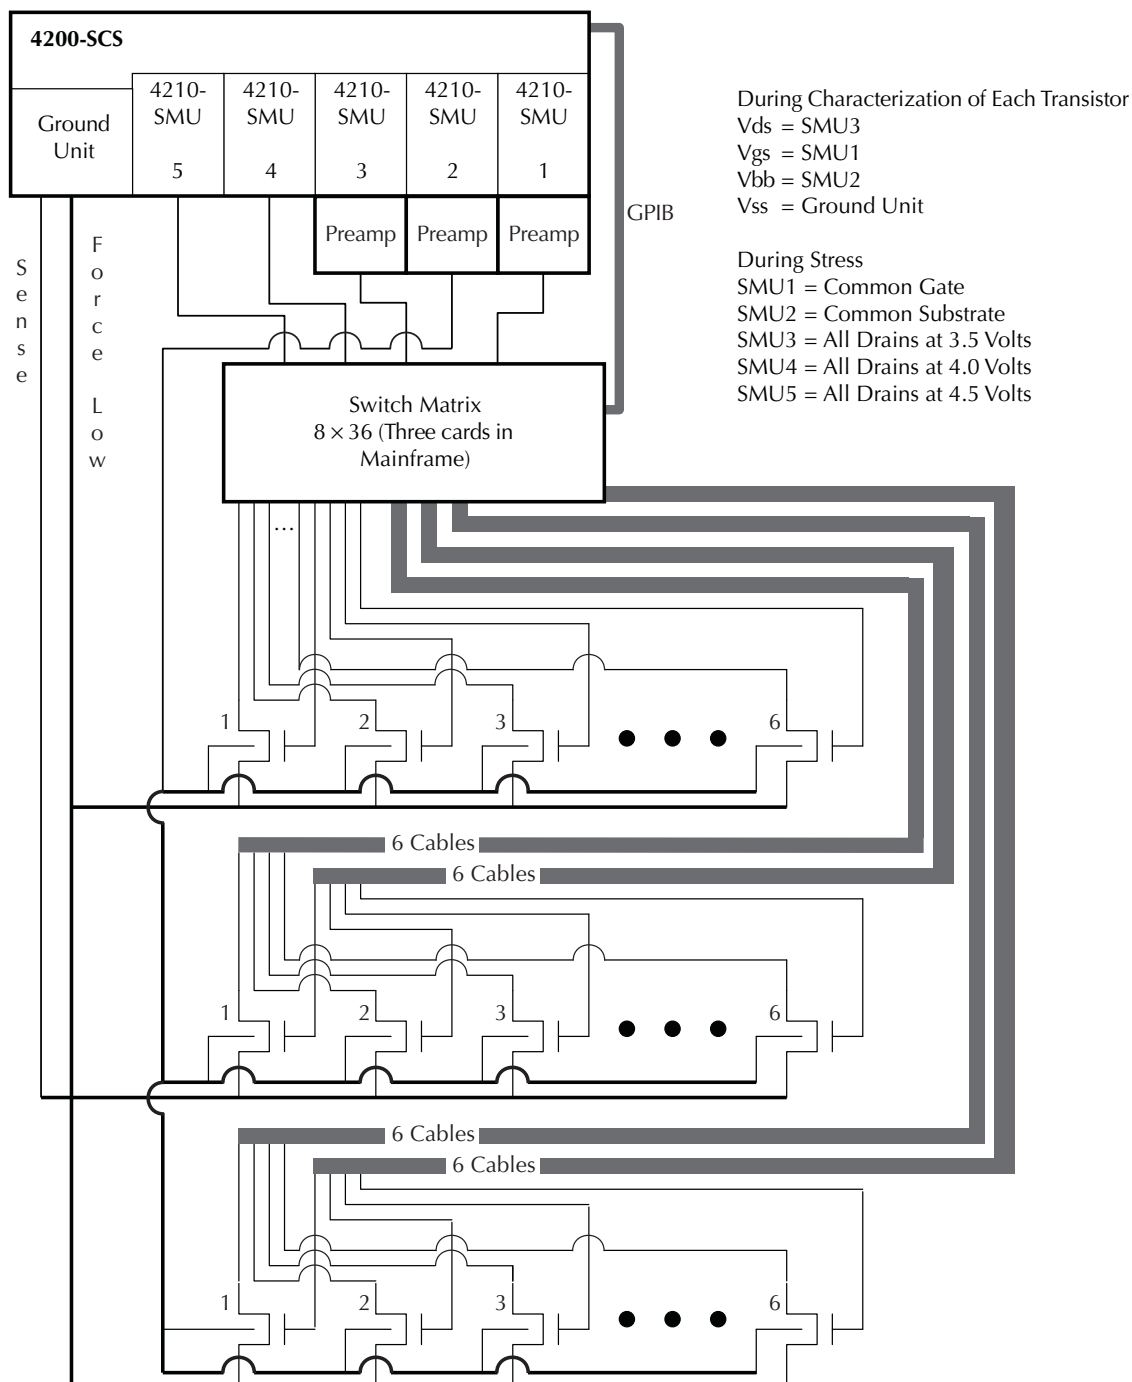 4200-SCS
Ground
Unit
4210-
SMU
5
4210-
SMU
4
4210-
SMU
3
4210-
SMU
2
4210-
SMU
1
Preamp
Preamp
Preamp
GPIB
During Characterization of Each Transistor
Vds = SMU3
Vgs = SMU1
Vbb = SMU2
Vss = Ground Unit
During Stress
SMU1 = Common Gate
SMU2 = Common Substrate
SMU3 = All Drains at 3.5 Volts
SMU4 = All Drains at 4.0 Volts
SMU5 = All Drains at 4.5 Volts
Sense
Force Low
Switch Matrix
8 × 36 (Three cards in
Mainframe)
...
1
2
3
6
6 Cables
6 Cables
1
2
3
6
6 Cables
6 Cables
1
2
3
6